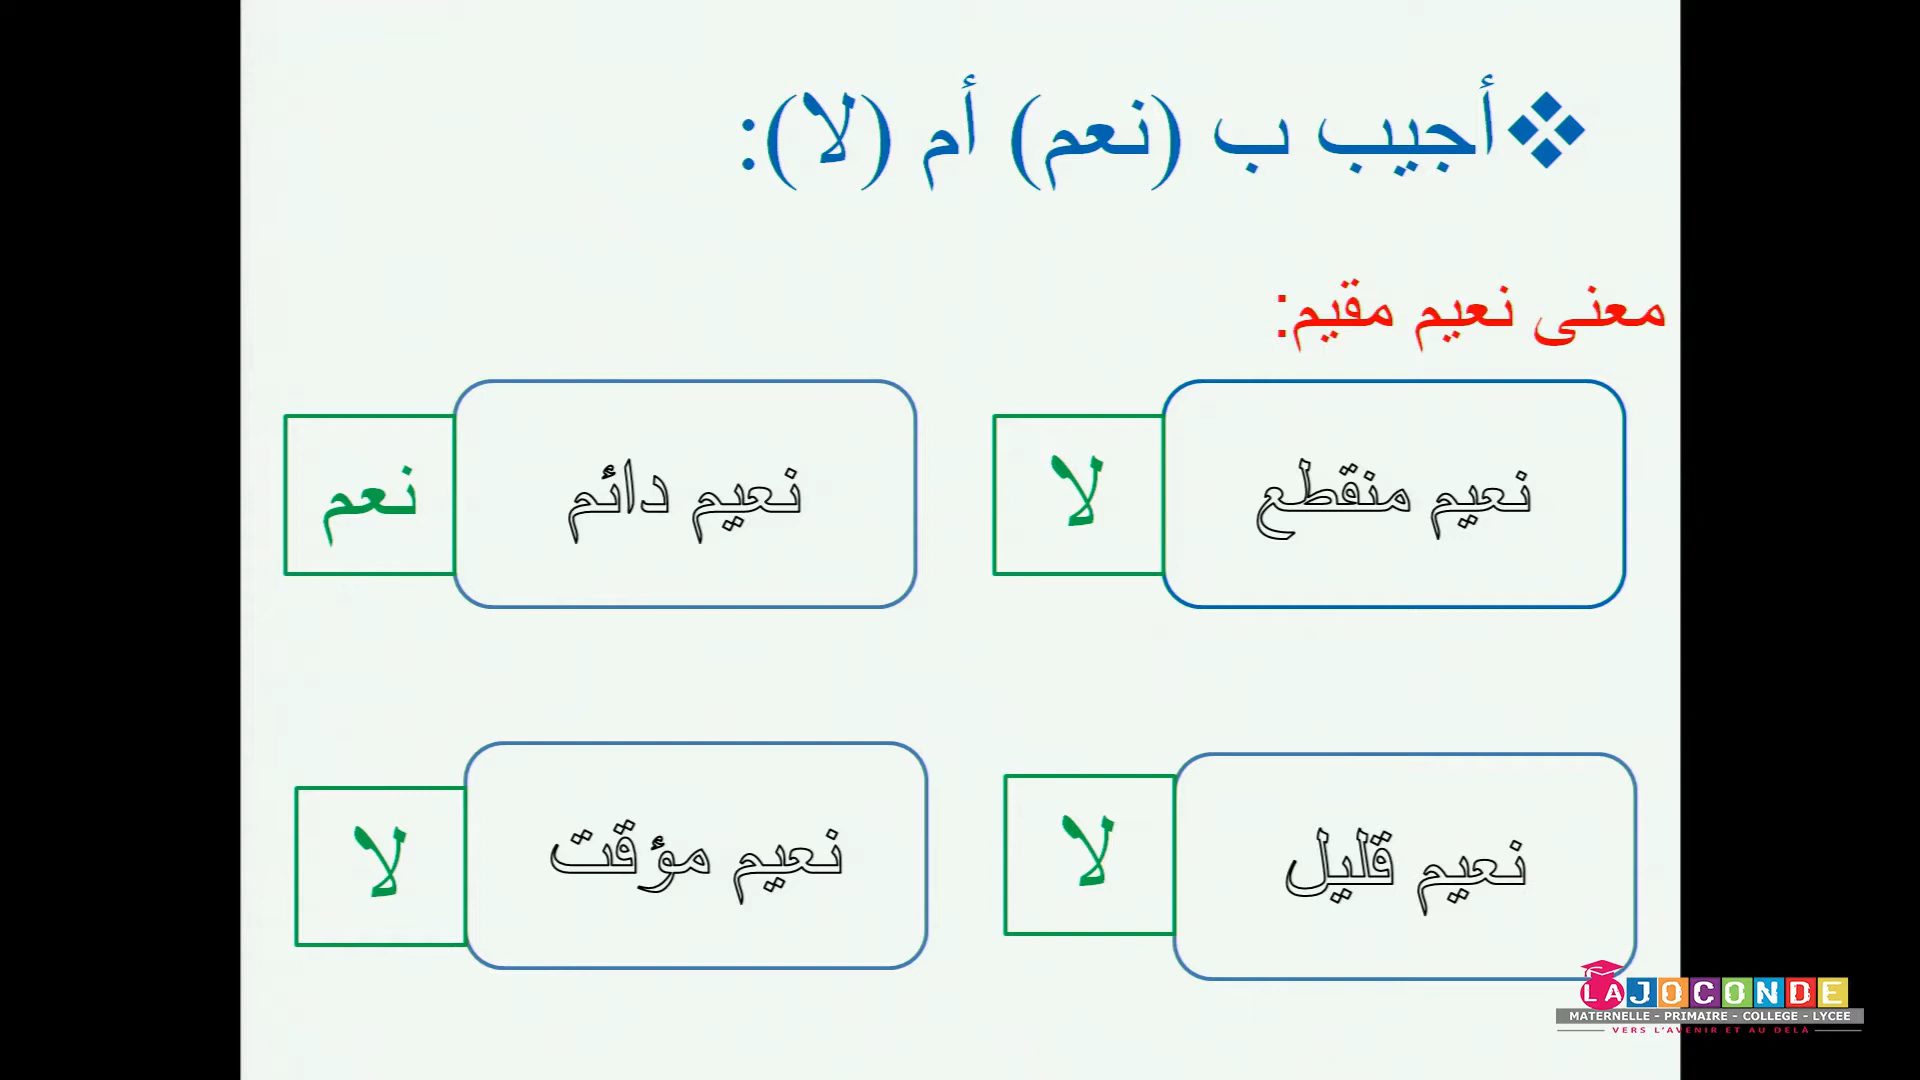 ❖أجيب ب (نعم) أم (لا):
معنى نعيم مقيم:
نعيم منقطع
لا
نعيم دائم
نعم
نعيم قليل
لا
نعيم مؤقت
لا
LAJOCONDE
MATERNELLE - PRIMAIRE - COLLEGE - LYCEE
VERS L'AVENIR ET AU DELÀ